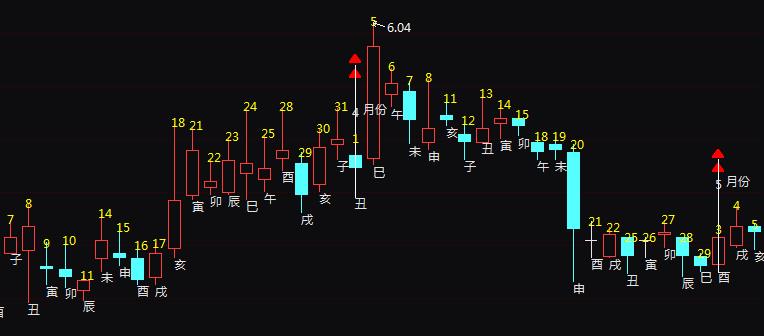 7
子
8
丑
9
寅
10
卯
11
辰
14
未
15
申
16
酉
17
戌
18
亥
21
寅
22
卯
23
辰
24
巳
25
午
28
酉
29
戌
30
亥
31
子
4 月份
1
丑
5
6.04
巳
6
午
7
未
8
申
11
亥
12
子
13
丑
14
寅
15
卯
18
午
19
未
20
申
21
酉
22
戌
25
丑
26
寅
27
卯
28
辰
29
巳
5 月份
3
酉
4
戌
5
亥